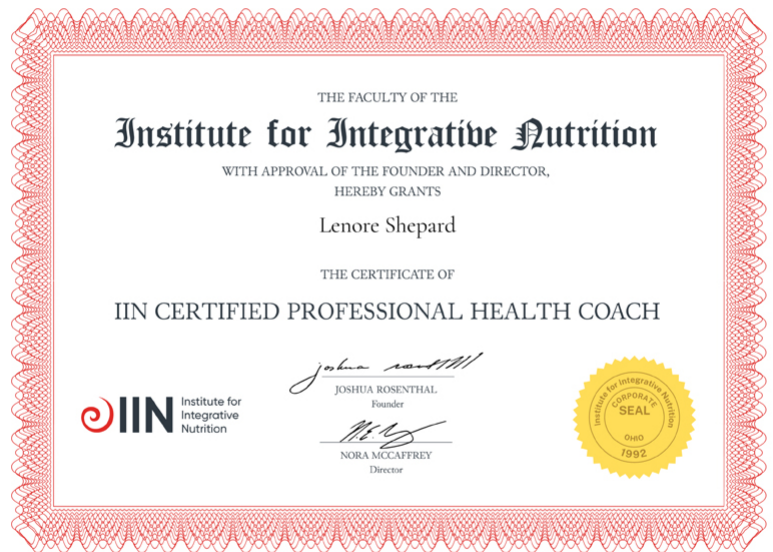 THE FACULTY OF THE
Institute for Integrative Nutrition
WITH APPROVAL OF THE FOUNDER AND DIRECTOR,
HEREBY GRANTS
Lenore Shepard
THE CERTIFICATE OF
IIN CERTIFIED PROFESSIONAL HEALTH COACH
joshua
JOSHUA ROSENTHAL
Founder
NORA MCCAFFREY
Director
IIN
Institute for
Integrative
Nutrition
Institute for Integrative Nutrition
CORPORATE
SEAL
OHIO
1992